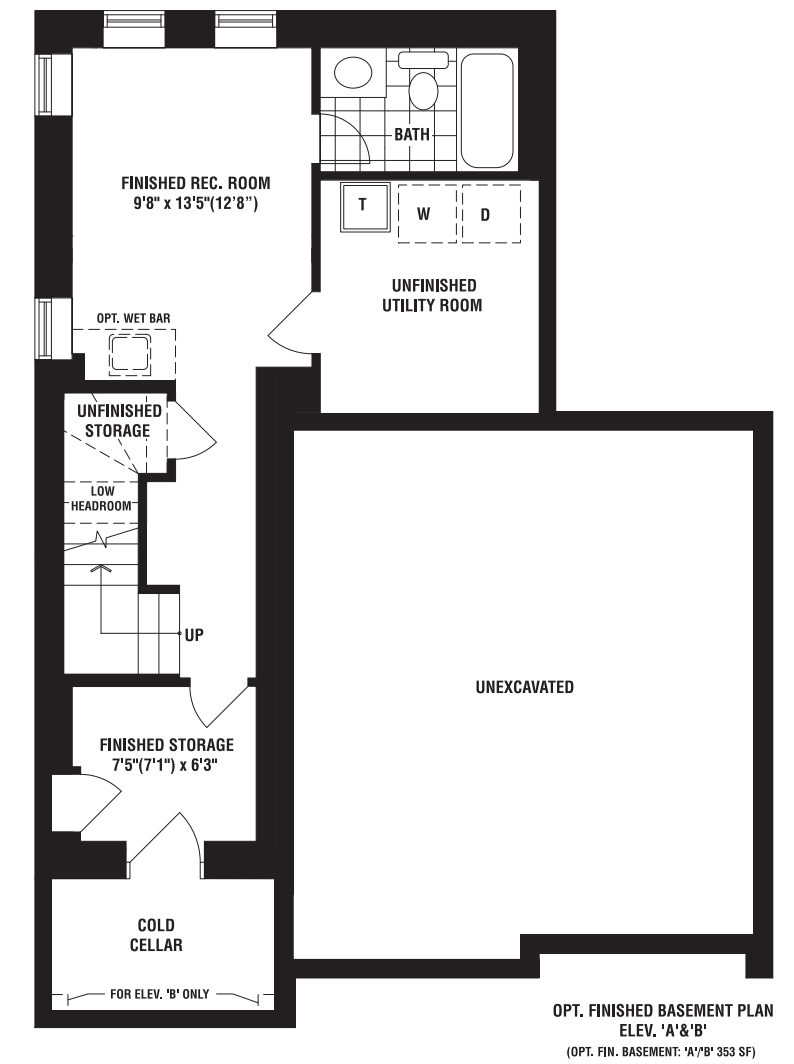 BATH
FINISHED REC. ROOM
9'8" x 13'5"(12'8")
T
W
D
UNFINISHED
UTILITY ROOM
OPT. WET BAR
UNFINISHED
STORAGE
LOW
HEADROOM
UP
UNEXCAVATED
FINISHED STORAGE
7'5"(7'1") x 6'3"
COLD
CELLAR
FOR ELEV. 'B' ONLY
OPT. FINISHED BASEMENT PLAN
ELEV. 'A'&'B'
(OPT. FIN. BASEMENT: 'A'/'B' 353 SF)